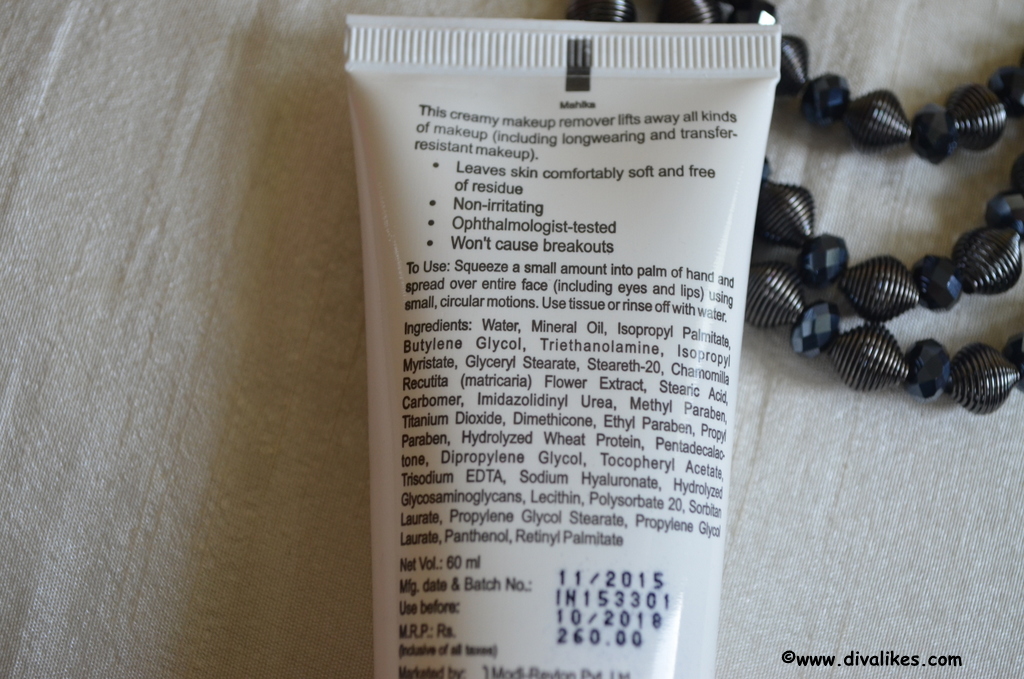 Mahika
This creamy makeup remover lifts away all kinds
of makeup (including longwearing and transfer-
resistant makeup).
• Leaves skin comfortably soft and free
of residue
• Non-irritating
• Ophthalmologist-tested
• Won't cause breakouts
To Use: Squeeze a small amount into palm of hand and
spread over entire face (including eyes and lips) using
small, circular motions. Use tissue or rinse off with water.
Ingredients: Water, Mineral Oil, Isopropyl Palmitate,
Butylene Glycol, Triethanolamine, Isopropyl
Myristate, Glyceryl Stearate, Steareth-20, Chamomilla
Recutita (matricaria) Flower Extract, Stearic Acid,
Carbomer, Imidazolidinyl Urea, Methyl Paraben,
Titanium Dioxide, Dimethicone, Ethyl Paraben, Propyl
Paraben, Hydrolyzed Wheat Protein, Pentadecalac-
tone, Dipropylene Glycol, Tocopheryl Acetate,
Trisodium EDTA, Sodium Hyaluronate, Hydrolyzed
Glycosaminoglycans, Lecithin, Polysorbate 20, Sorbitan
Laurate, Propylene Glycol Stearate, Propylene Glycol
Laurate, Panthenol, Retinyl Palmitate
Net Vol.: 60 ml
Mfg. date & Batch No.: 11/2015
IN153301
Use before: 10/2018
M.R.P.: Rs. 260.00
(Inclusive of all taxes)
Marketed by: Modi-Revlon Pvt. Ltd.
©www.divalikes.com